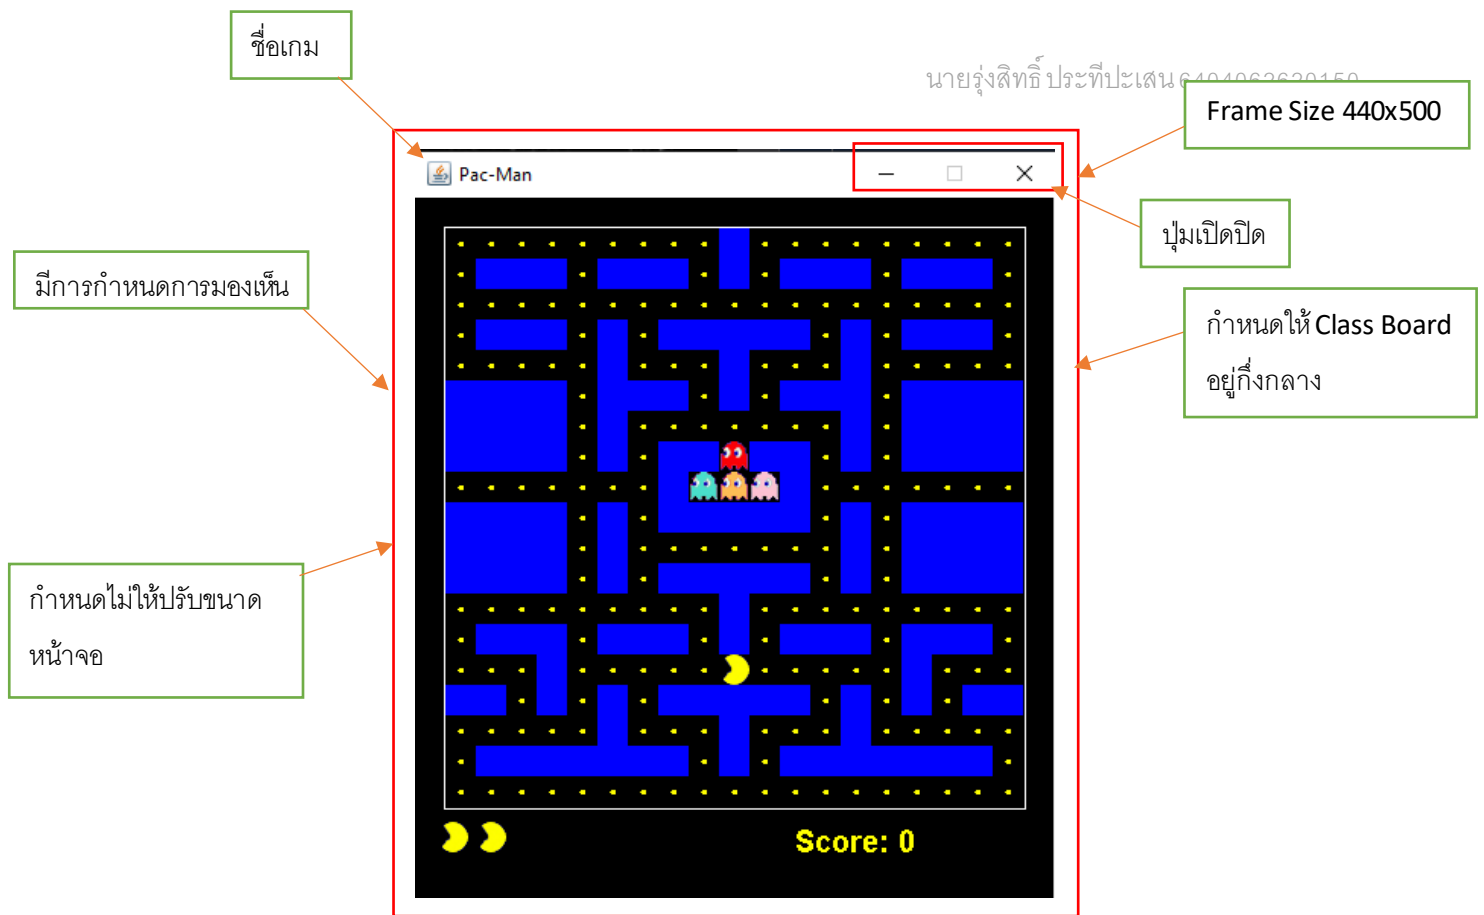 ชื่อเกม
นายรุ่งสิทธิ์ ประทีปะเสน 6404062630150
Frame Size 440x500
Pac-Man
ปุ่มเปิดปิด
มีการกำหนดการมองเห็น
กำหนดให้ Class Board
อยู่กึ่งกลาง
กำหนดไม่ให้ปรับขนาด
หน้าจอ
Score: 0